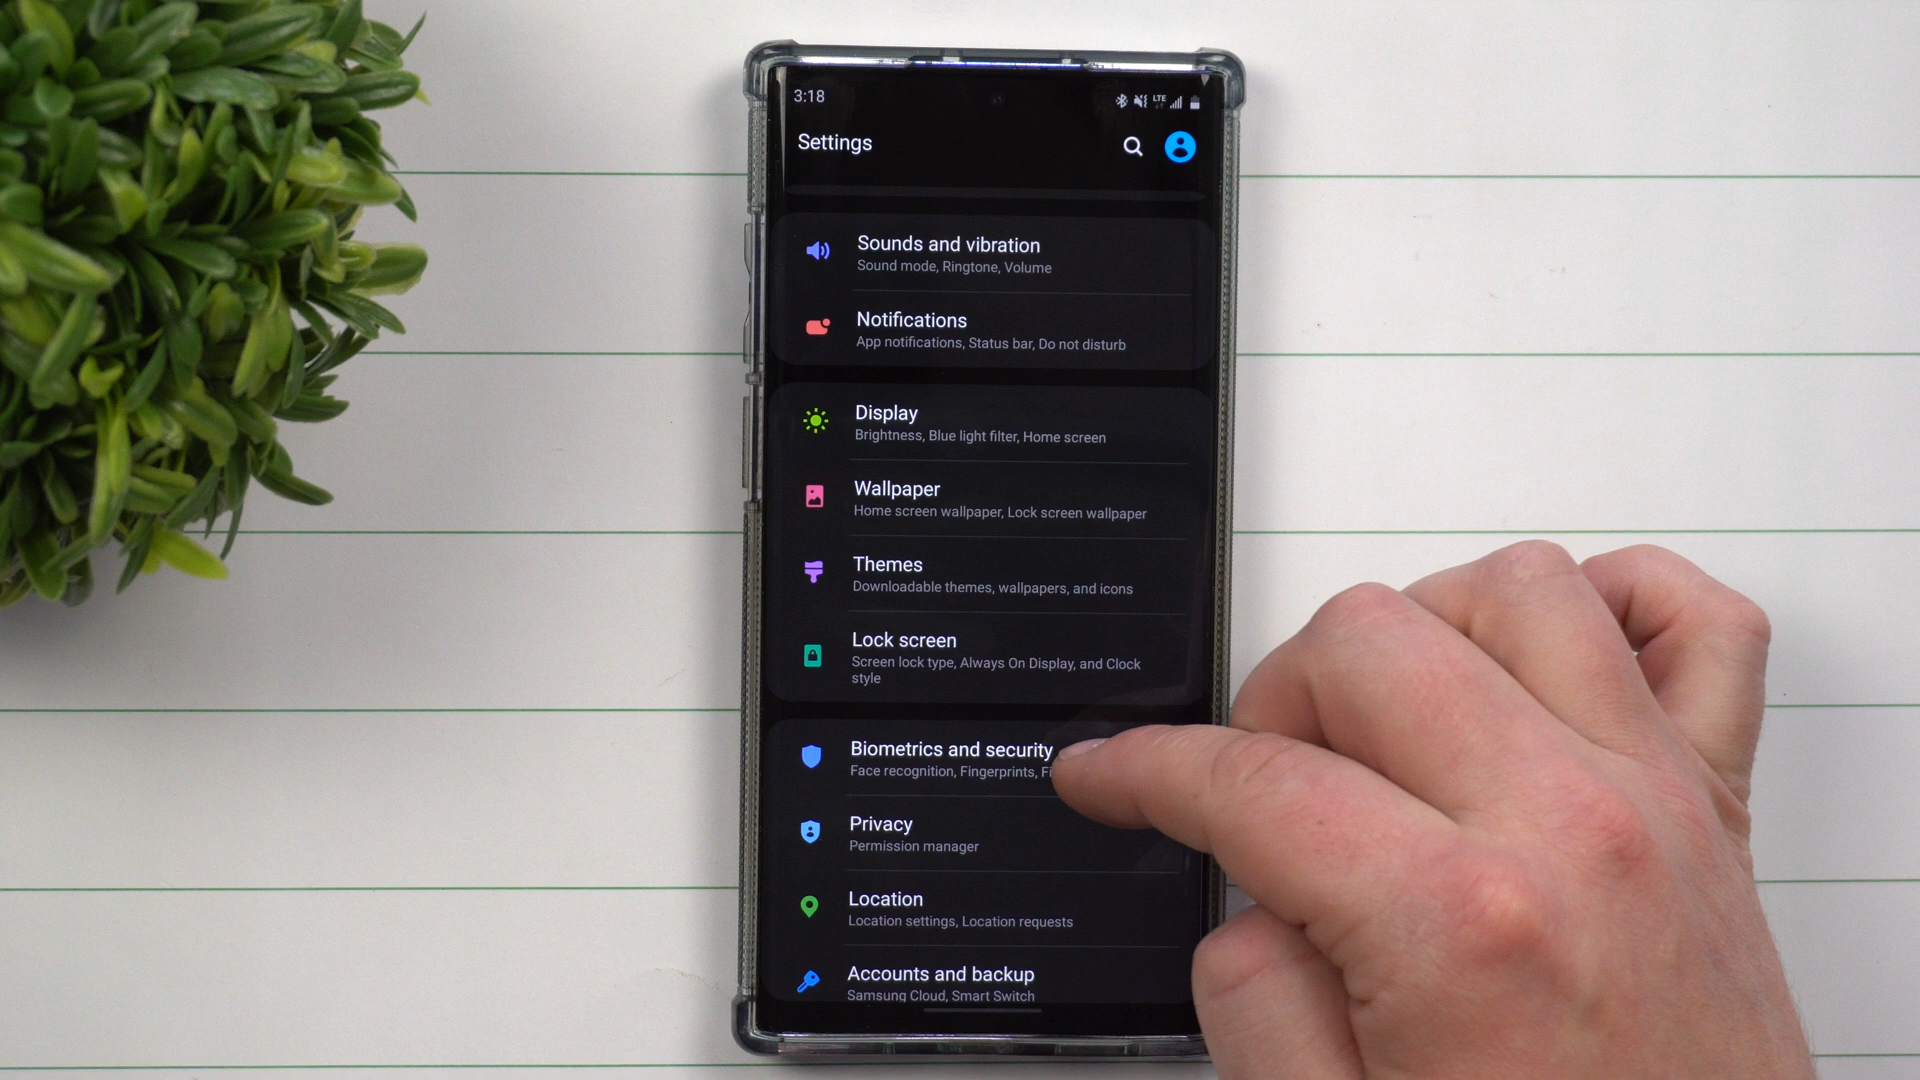 3:18
LTE
Settings
Sounds and vibration
Sound mode, Ringtone, Volume
Notifications
App notifications, Status bar, Do not disturb
Display
Brightness, Blue light filter, Home screen
Wallpaper
Home screen wallpaper, Lock screen wallpaper
Themes
Downloadable themes, wallpapers, and icons
Lock screen
Screen lock type, Always On Display, and Clock
style
Biometrics and security
Face recognition, Fingerprints,
Privacy
Permission manager
Location
Location settings, Location requests
Accounts and backup
Samsung Cloud, Smart Switch